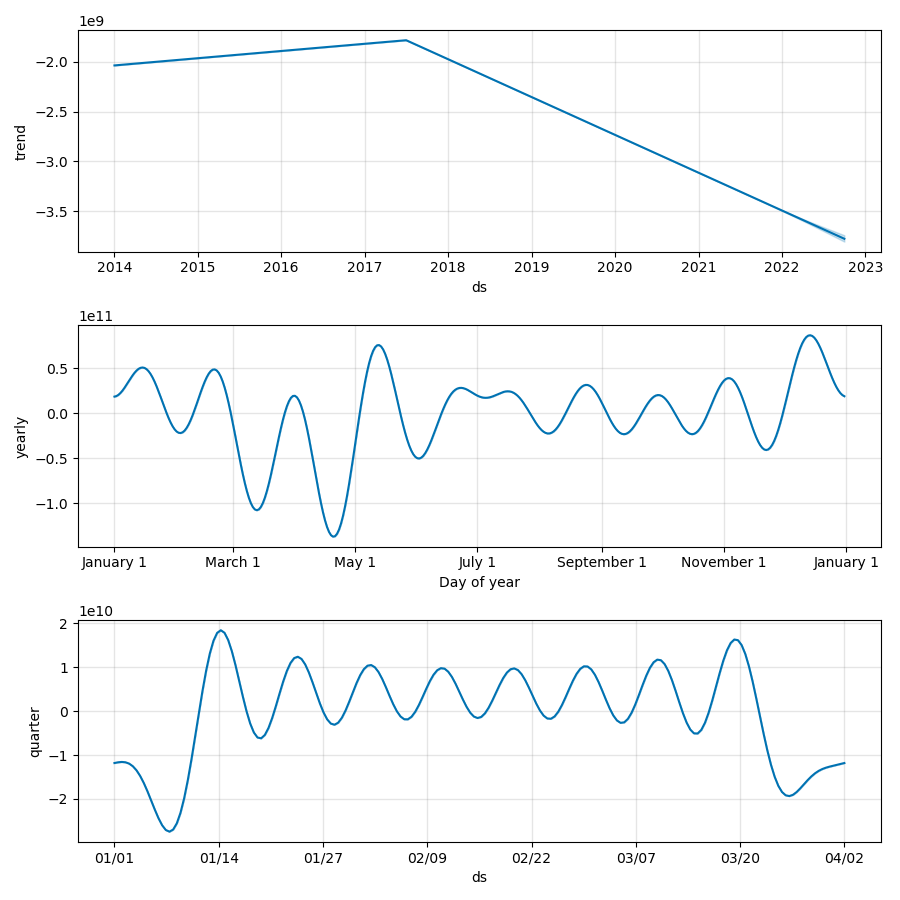 1e9
trend
−2.0
−2.5
−3.0
−3.5
2014 2015 2016 2017 2018 2019 2020 2021 2022 2023
ds
1e11
yearly
0.5
0.0
−0.5
−1.0
January 1 March 1 May 1 July 1 September 1 November 1 January 1
Day of year
1e10
quarter
2
1
0
−1
−2
01/01 01/14 01/27 02/09 02/22 03/07 03/20 04/02
ds